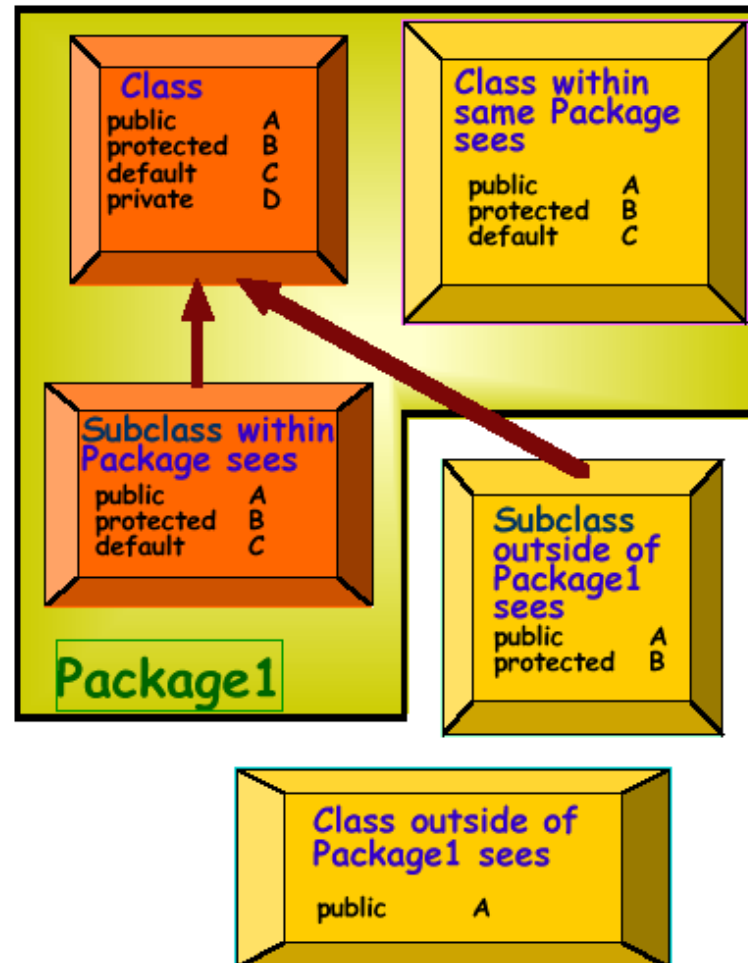 Class
public A
protected B
default C
private D
Class within
same Package
sees
public A
protected B
default C
Subclass within
Package sees
public A
protected B
default C
Subclass
outside of
Package1
sees
public A
protected B
Package1
Class outside of
Package1 sees
public A